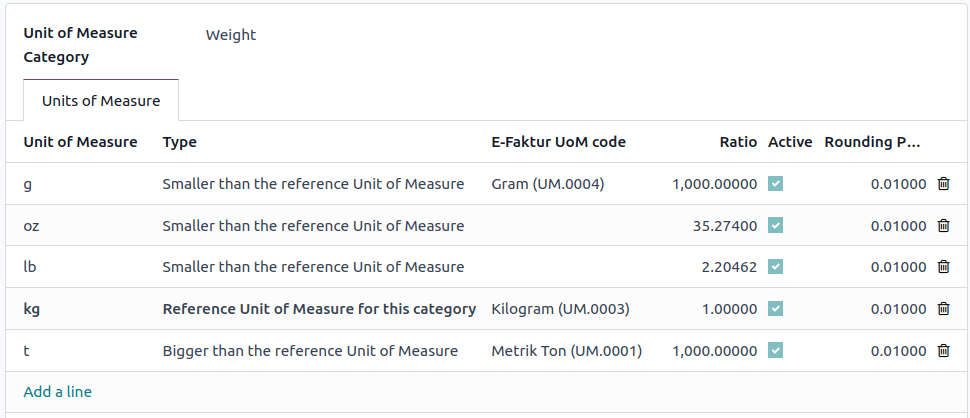 Unit of Measure Category Weight
Units of Measure
Unit of Measure Type E-Faktur UoM code Ratio Active Rounding P...
g Smaller than the reference Unit of Measure Gram (UM.0004) 1,000.00000 0.01000
oz Smaller than the reference Unit of Measure 35.27400 0.01000
lb Smaller than the reference Unit of Measure 2.20462 0.01000
kg Reference Unit of Measure for this category Kilogram (UM.0003) 1.00000 0.01000
t Bigger than the reference Unit of Measure Metrik Ton (UM.0001) 1,000.00000 0.01000
Add a line